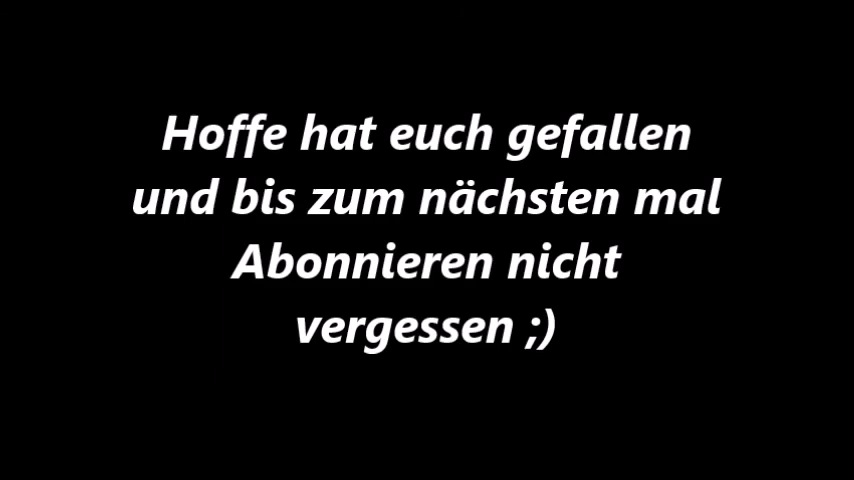 Hoffe hat euch gefallen
und bis zum nächsten mal
Abonnieren nicht
vergessen ;)